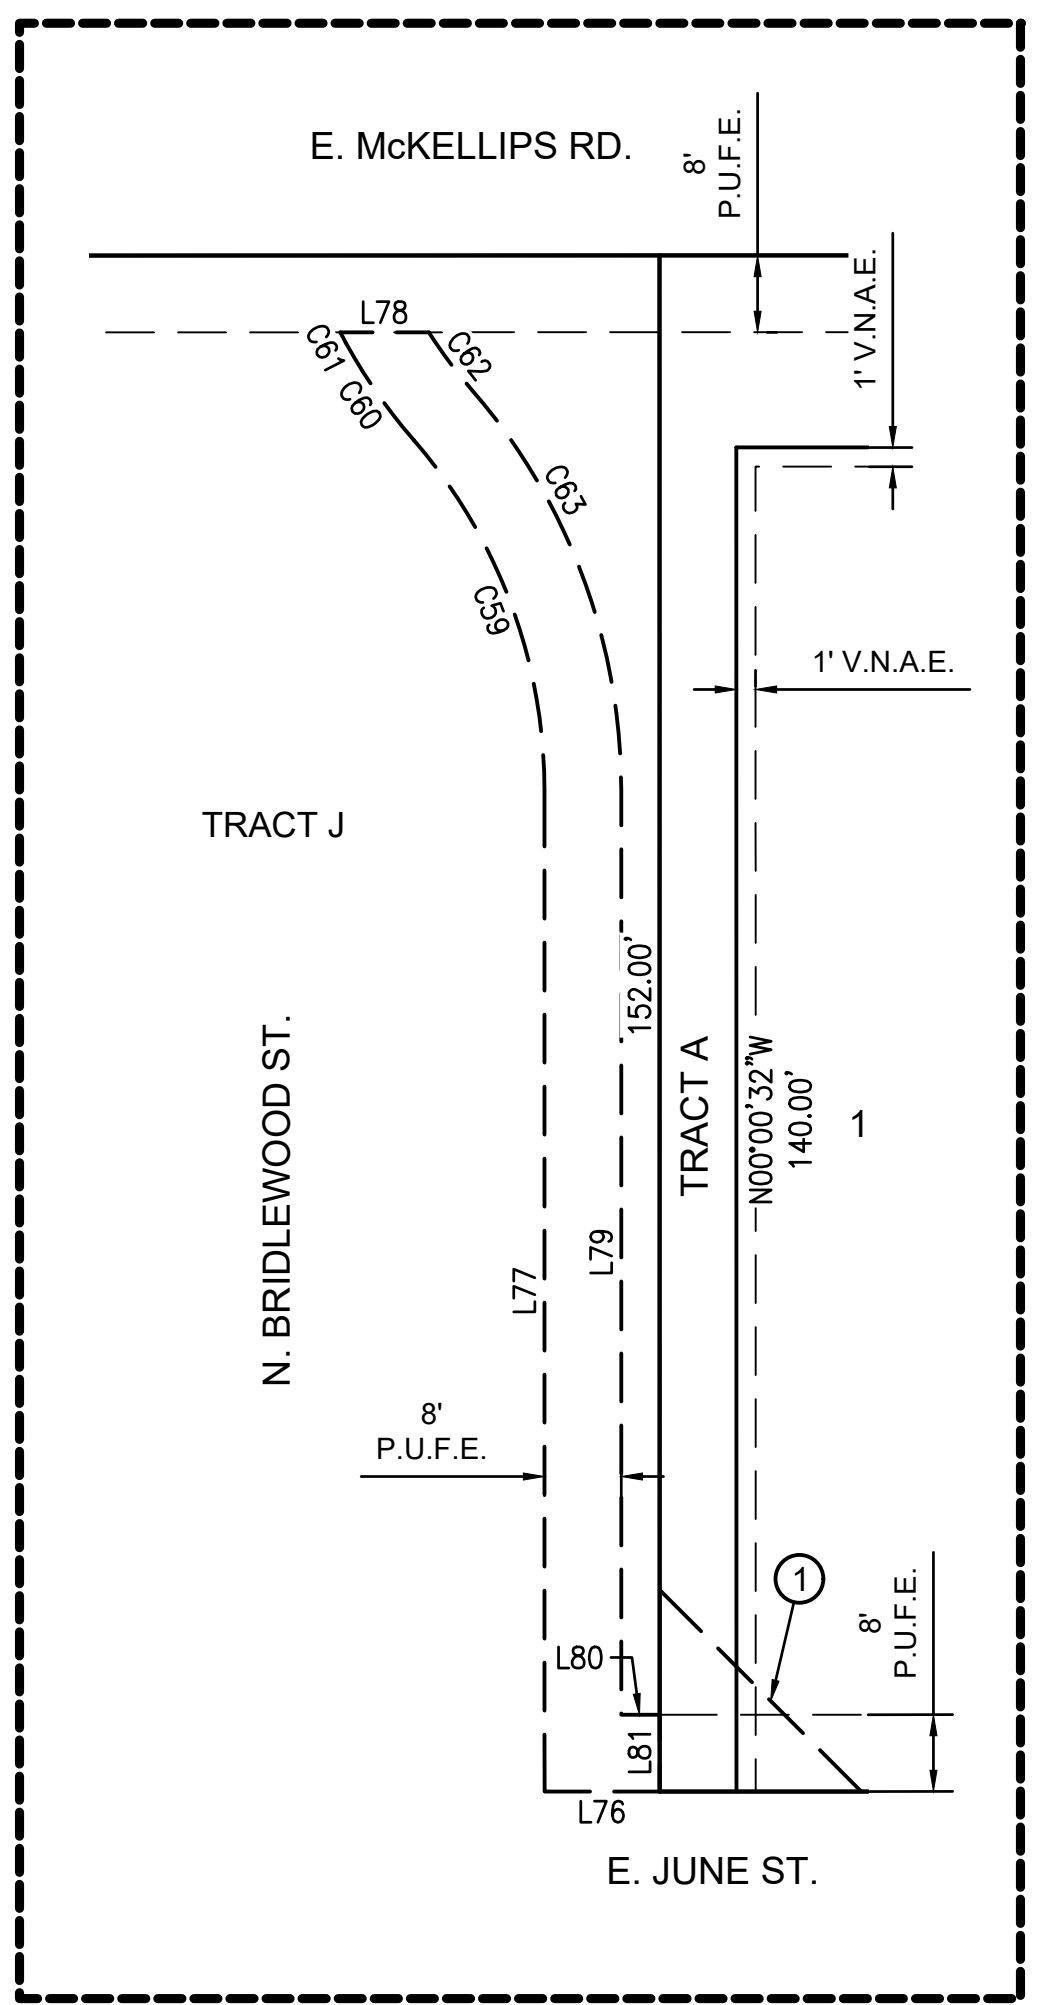 E. McKELLIPS RD.
8'
P.U.F.E.
1' V.N.A.E.
L78
C61
C60
C62
C63
C59
1' V.N.A.E.
TRACT J
152.00'
N. BRIDLEWOOD ST.
TRACT A
N00°00'32"W
140.00'
1
L77
L79
8'
P.U.F.E.
1
8'
P.U.F.E.
L80
L81
L76
E. JUNE ST.